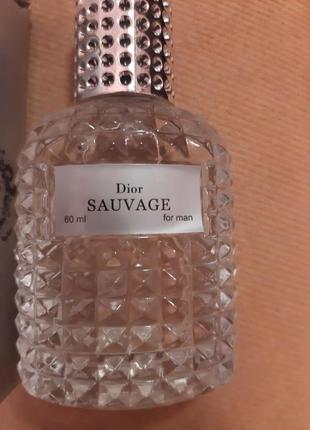 Dior
SAUVAGE
60 ml for man